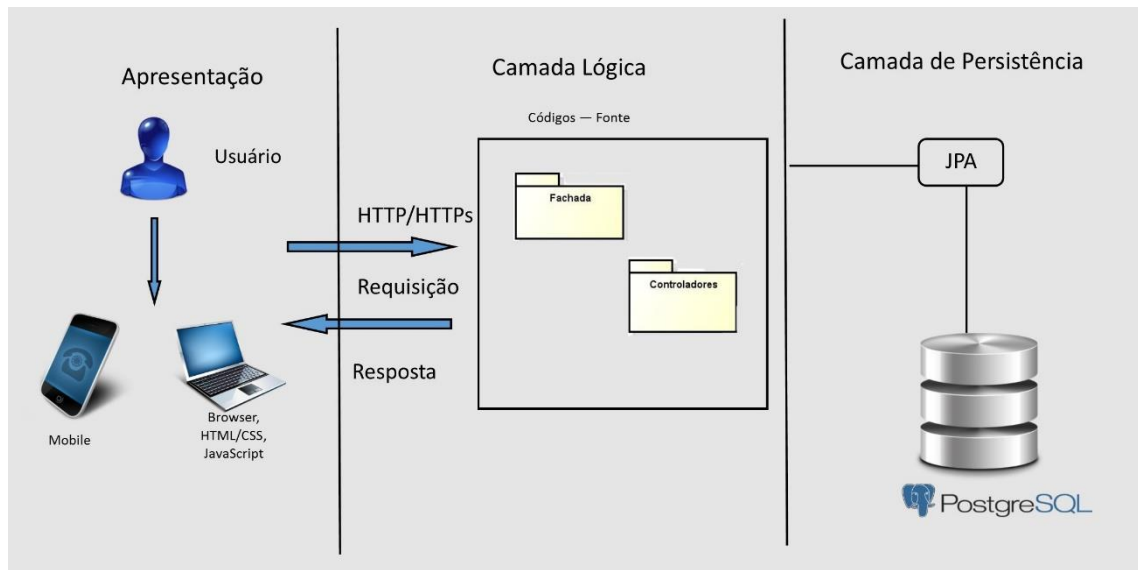 Apresentação
Usuário
Mobile
Browser,
HTML/CSS,
JavaScript
HTTP/HTTPs
Requisição
Resposta
Camada Lógica
Códigos — Fonte
Fachada
Controladores
Camada de Persistência
JPA
PostgreSQL